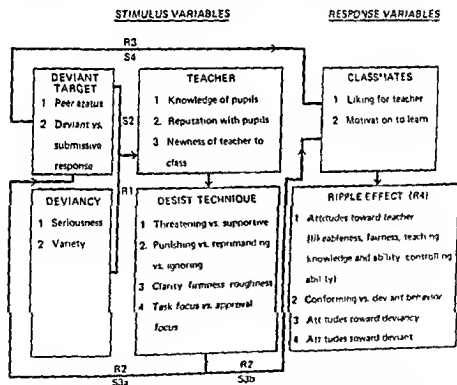 STIMULUS VARIABLES
RESPONSE VARIABLES
R3
S4
DEVIANT
TARGET
1 Peer status
2 Deviant vs.
submissive
response
S2
R1
TEACHER
1 Knowledge of pupils
2. Reputation with pupils
3 Newness of teacher to
class
CLASSMATES
1 Liking for teacher
2 Motivation to learn
DEVIANCY
1 Seriousness
2 Variety
DESIST TECHNIQUE
1 Threatening vs. supportive
2 Punishing vs. reprimanding
vs. ignoring
3 Clarity firmness roughness
4 Task focus vs. approval
focus
RIPPLE EFFECT (R4)
1 Attitudes toward teacher
(likeableness, fairness, teaching
knowledge and ability controlling
ability)
2 Conforming vs. deviant behavior
3 Attitudes toward deviancy
4 Attitudes toward deviant
R2
S3a
R2
S3b